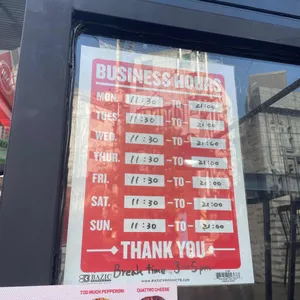 BUSINESS HOURS
MON. 11:30 -TO- 21:00
TUES. 11:30 -TO- 21:00
WED. 11:30 -TO- 21:00
THUR. 11:30 -TO- 21:00
FRI. 11:30 -TO- 21:00
SAT. 11:30 -TO- 21:00
SUN. 11:30 -TO- 21:00
THANK YOU
BAZIC
Break time 3 5pm
TOO MUCH PEPPERONI QUATTRO CHEESE